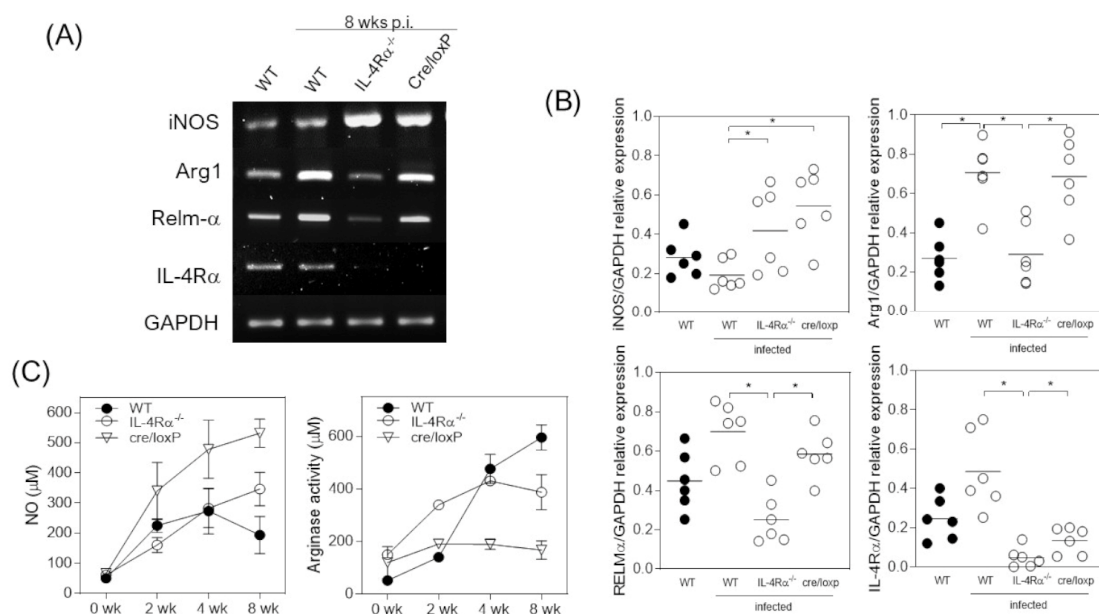 (A)
8 wks p.i.
WT
WT
IL-4Rα-/-
Cre/loxP
iNOS
Arg1
Relm-α
IL-4Rα
GAPDH
(B)
iNOS/GAPDH relative expression
1.0
0.8
0.6
0.4
0.2
0.0
*
*
WT
WT
IL-4Rα-/-
cre/loxp
infected
Arg1/GAPDH relative expression
1.0
0.8
0.6
0.4
0.2
0.0
*
*
*
WT
WT
IL-4Rα-/-
cre/loxp
infected
RELMα/GAPDH relative expression
1.0
0.8
0.6
0.4
0.2
0.0
*
*
WT
WT
IL-4Rα-/-
cre/loxp
infected
IL-4Rα/GAPDH relative expression
1.0
0.8
0.6
0.4
0.2
0.0
*
*
WT
WT
IL-4Rα-/-
cre/loxp
infected
(C)
NO (μM)
600
500
400
300
200
100
0
WT
IL-4Rα-/-
cre/loxP
0 wk
2 wk
4 wk
8 wk
Arginase activity (μM)
600
400
200
0
WT
IL-4Rα-/-
cre/loxP
0 wk
2 wk
4 wk
8 wk